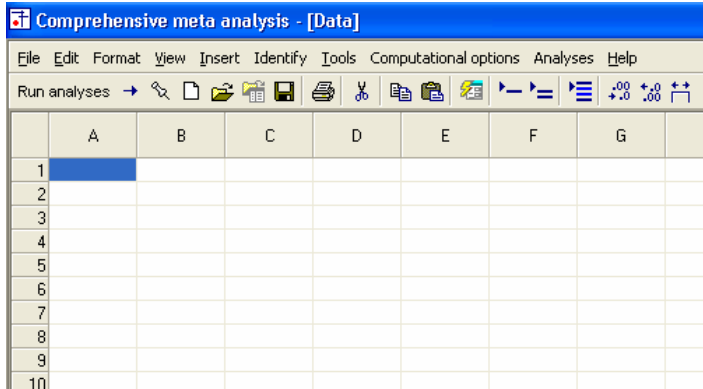 Comprehensive meta analysis - [Data]
File Edit Format View Insert Identify Tools Computational options Analyses Help
Run analyses
A B C D E F G
1
2
3
4
5
6
7
8
9
10